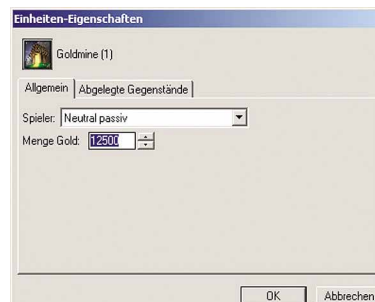 Einheiten-Eigenschaften
Goldmine (1)
Allgemein Abgelegte Gegenstände
Spieler: Neutral passiv
Menge Gold: 12500
OK Abbrechen